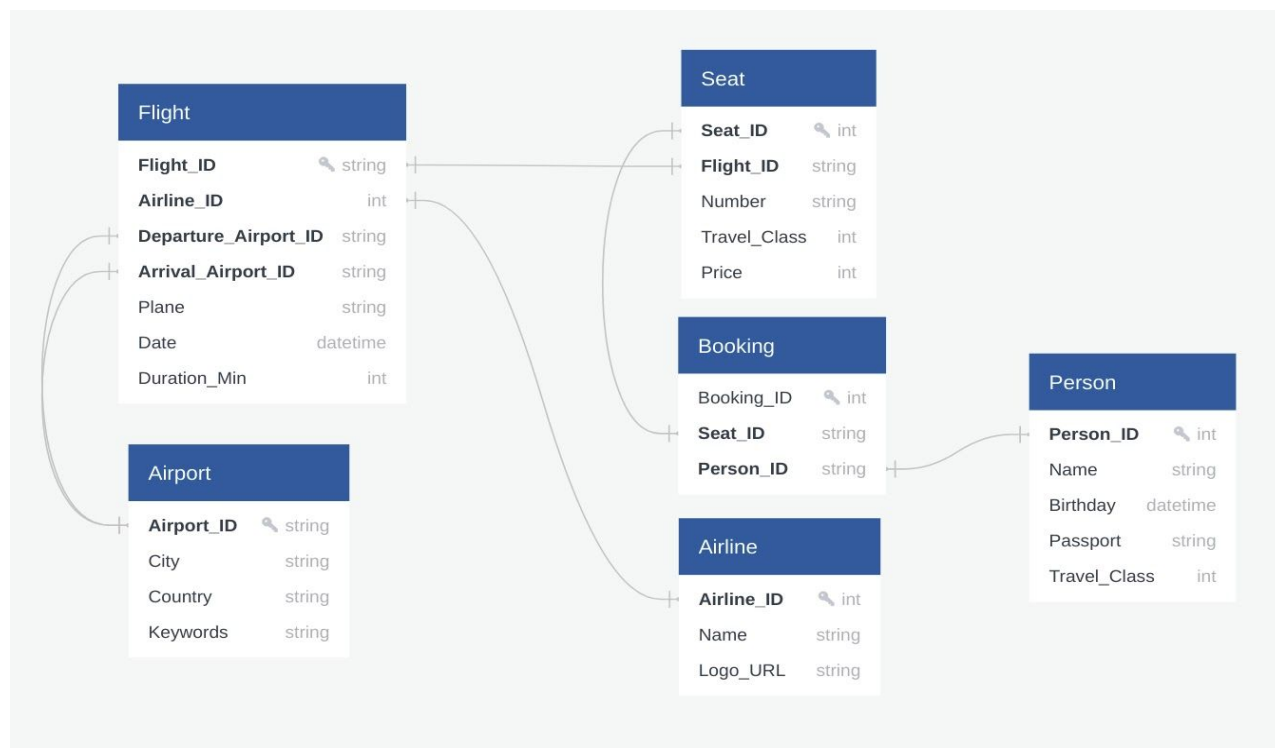 Flight
Flight_ID string
Airline_ID int
Departure_Airport_ID string
Arrival_Airport_ID string
Plane string
Date datetime
Duration_Min int
Airport
Airport_ID string
City string
Country string
Keywords string
Seat
Seat_ID int
Flight_ID string
Number string
Travel_Class int
Price int
Booking
Booking_ID int
Seat_ID string
Person_ID string
Airline
Airline_ID int
Name string
Logo_URL string
Person
Person_ID int
Name string
Birthday datetime
Passport string
Travel_Class int